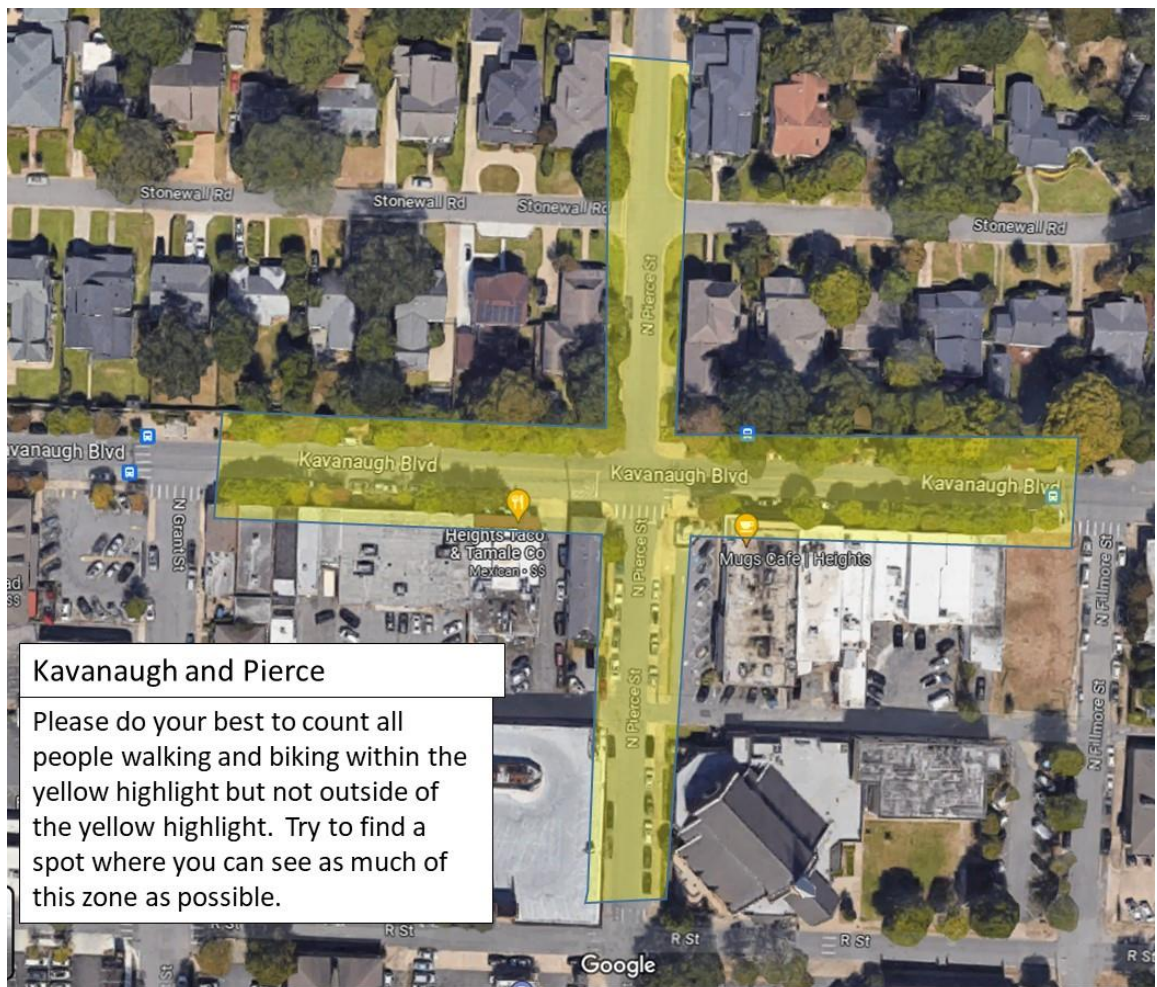 Stonewall Rd
Stonewall Rd
Stonewall Rd
Stonewall Rd
N Pierce St
vanaugh Blvd
Kavanaugh Blvd
Kavanaugh Blvd
Kavanaugh Blvd
N Grant St
Heights Taco
& Tamale Co
Mexican • $$
N Pierce St
Mugs Cafe | Heights
N Fillmore St
ad
$$
N Pierce St
N Fillmore St
Kavanaugh and Pierce
Please do your best to count all
people walking and biking within the
yellow highlight but not outside of
the yellow highlight.  Try to find a
spot where you can see as much of
this zone as possible.
R St
R St
R St
R St
St
Google